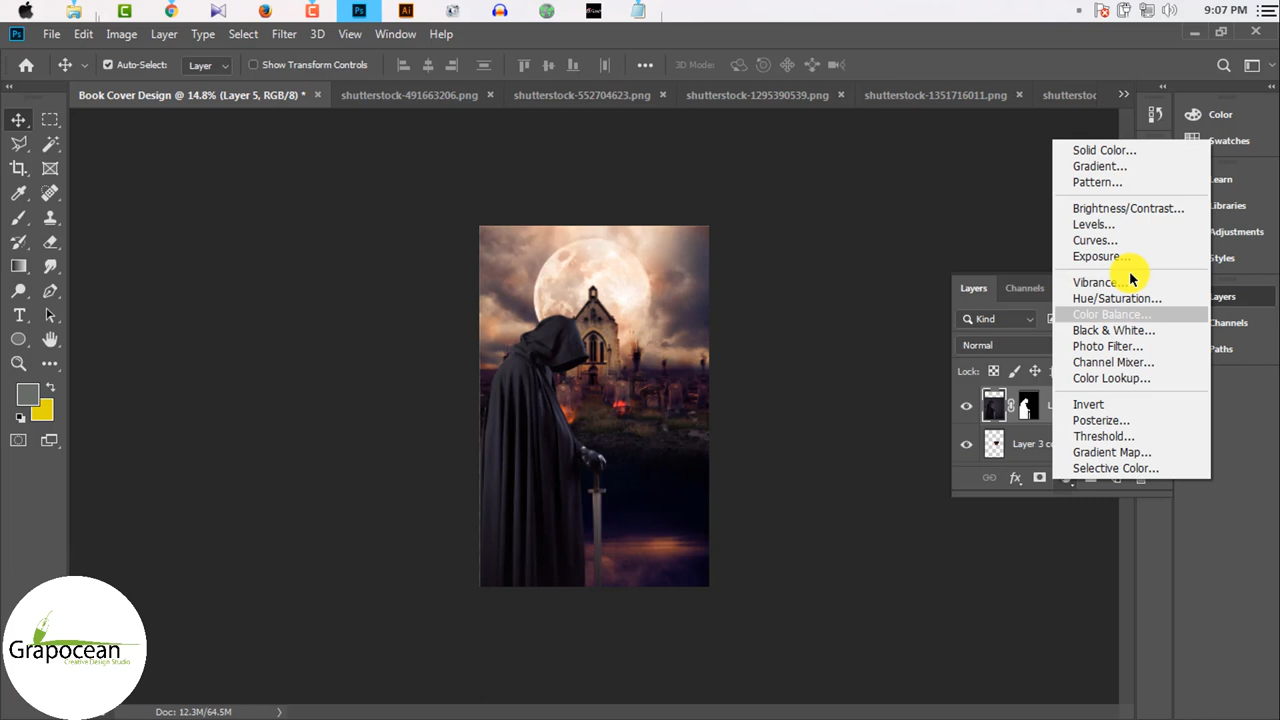 9:07 PM
Ps
Ai
Ps File Edit Image Layer Type Select Filter 3D View Window Help
Auto-Select: Layer Show Transform Controls 3D Mode:
Book Cover Design @ 14.8% (Layer 5, RGB/8) * × shutterstock-491663206.png × shutterstock-552704623.png × shutterstock-1295390539.png × shutterstock-1351716011.png × shutterstoc
Color
Swatches
Learn
Libraries
Adjustments
Styles
Layers
Channels
Paths
Solid Color...
Gradient...
Pattern...
Brightness/Contrast...
Levels...
Curves...
Exposure...
Vibrance...
Hue/Saturation...
Color Balance...
Black & White...
Photo Filter...
Channel Mixer...
Color Lookup...
Invert
Posterize...
Threshold...
Gradient Map...
Selective Color...
Layers Channels
Kind
Normal
Lock:
L
Layer 3 c
fx
Grapocean
Creative Design Studio
Doc: 12.3M/64.5M